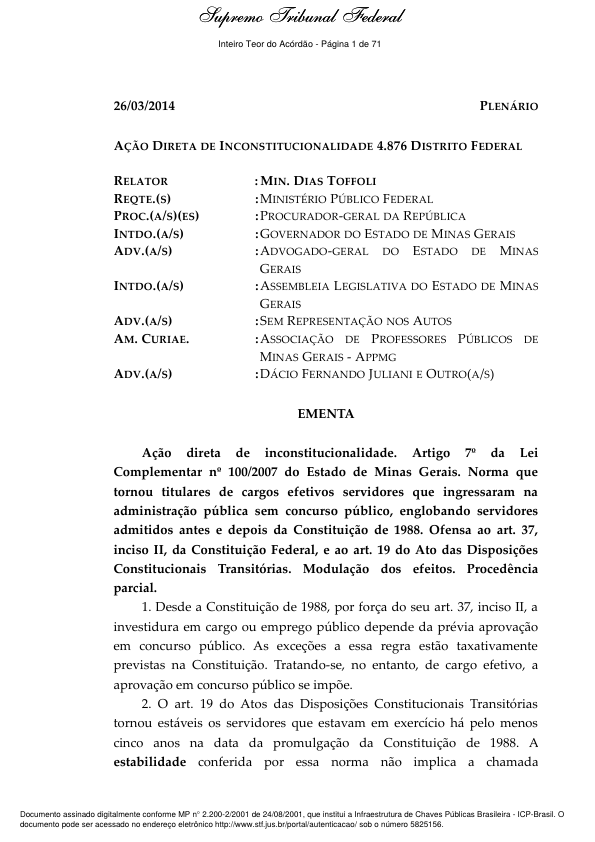 Supremo Tribunal Federal
Inteiro Teor do Acórdão - Página 1 de 71
26/03/2014 PLENÁRIO
AÇÃO DIRETA DE INCONSTITUCIONALIDADE 4.876 DISTRITO FEDERAL
RELATOR : MIN. DIAS TOFFOLI
REQTE.(S) : MINISTÉRIO PÚBLICO FEDERAL
PROC.(A/S)(ES) : PROCURADOR-GERAL DA REPÚBLICA
INTDO.(A/S) : GOVERNADOR DO ESTADO DE MINAS GERAIS
ADV.(A/S) : ADVOGADO-GERAL DO ESTADO DE MINAS
GERAIS
INTDO.(A/S) : ASSEMBLEIA LEGISLATIVA DO ESTADO DE MINAS
GERAIS
ADV.(A/S) : SEM REPRESENTAÇÃO NOS AUTOS
AM. CURIAE. : ASSOCIAÇÃO DE PROFESSORES PÚBLICOS DE
MINAS GERAIS - APPMG
ADV.(A/S) : DÁCIO FERNANDO JULIANI E OUTRO(A/S)
EMENTA
Ação direta de inconstitucionalidade. Artigo 7º da Lei
Complementar nº 100/2007 do Estado de Minas Gerais. Norma que
tornou titulares de cargos efetivos servidores que ingressaram na
administração pública sem concurso público, englobando servidores
admitidos antes e depois da Constituição de 1988. Ofensa ao art. 37,
inciso II, da Constituição Federal, e ao art. 19 do Ato das Disposições
Constitucionais Transitórias. Modulação dos efeitos. Procedência
parcial.
1. Desde a Constituição de 1988, por força do seu art. 37, inciso II, a
investidura em cargo ou emprego público depende da prévia aprovação
em concurso público. As exceções a essa regra estão taxativamente
previstas na Constituição. Tratando-se, no entanto, de cargo efetivo, a
aprovação em concurso público se impõe.
2. O art. 19 do Atos das Disposições Constitucionais Transitórias
tornou estáveis os servidores que estavam em exercício há pelo menos
cinco anos na data da promulgação da Constituição de 1988. A
estabilidade conferida por essa norma não implica a chamada
Documento assinado digitalmente conforme MP n° 2.200-2/2001 de 24/08/2001, que institui a Infraestrutura de Chaves Públicas Brasileira - ICP-Brasil. O
documento pode ser acessado no endereço eletrônico http://www.stf.jus.br/portal/autenticacao/ sob o número 5825156.